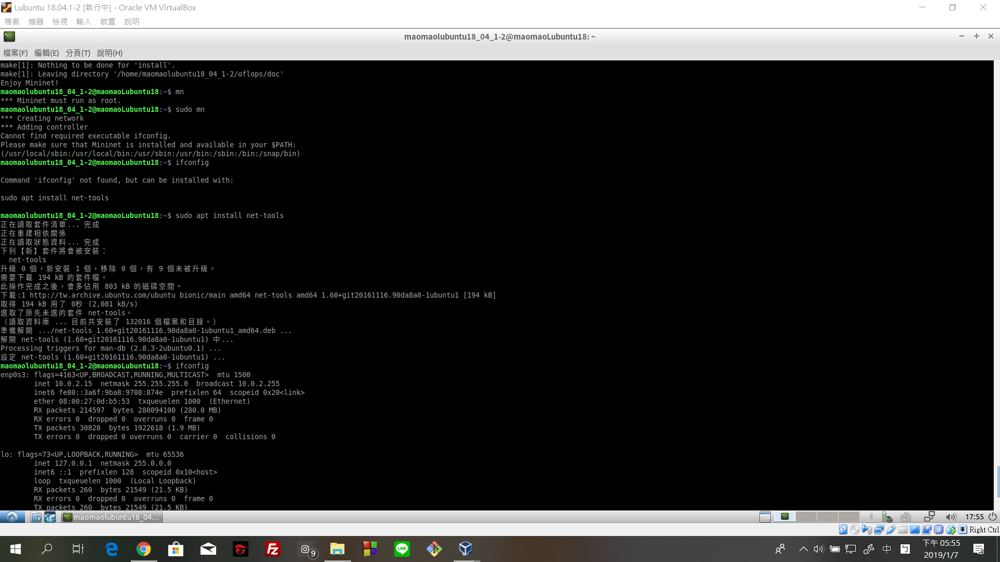 Lubuntu 18.04.1-2 [執行中] - Oracle VM VirtualBox
檔案 機器 檢視 輸入 裝置 說明
maomaolubuntu18_04_1-2@maomaoLubuntu18: ~
檔案(F) 編輯(E) 分頁(T) 說明(H)
make[1]: Nothing to be done for 'install'.
make[1]: Leaving directory '/home/maomaolubuntu18_04_1-2/oflops/doc'
Enjoy Mininet!
maomaolubuntu18_04_1-2@maomaoLubuntu18:~$ mn
*** Mininet must run as root.
maomaolubuntu18_04_1-2@maomaoLubuntu18:~$ sudo mn
*** Creating network
*** Adding controller
Cannot find required executable ifconfig.
Please make sure that Mininet is installed and available in your $PATH:
(/usr/local/sbin:/usr/local/bin:/usr/sbin:/usr/bin:/sbin:/bin:/snap/bin)
maomaolubuntu18_04_1-2@maomaoLubuntu18:~$ ifconfig
Command 'ifconfig' not found, but can be installed with:
sudo apt install net-tools
maomaolubuntu18_04_1-2@maomaoLubuntu18:~$ sudo apt install net-tools
正在讀取套件清單... 完成
正在重建相依關係
正在讀取狀態資料... 完成
下列【新】套件將會被安裝：
net-tools
升級 0 個，新安裝 1 個，移除 0 個，有 9 個未被升級。
需要下載 194 kB 的套件檔。
此操作完成之後，會多佔用 803 kB 的磁碟空間。
下載:1 http://tw.archive.ubuntu.com/ubuntu bionic/main amd64 net-tools amd64 1.60+git20161116.90da8a0-1ubuntu1 [194 kB]
取得 194 kB 用了 0秒 (2,081 kB/s)
選取了原先未選的套件 net-tools。
（讀取資料庫 ... 目前共安裝了 132016 個檔案和目錄。）
準備解開 .../net-tools_1.60+git20161116.90da8a0-1ubuntu1_amd64.deb ...
解開 net-tools (1.60+git20161116.90da8a0-1ubuntu1) 中...
Processing triggers for man-db (2.8.3-2ubuntu0.1) ...
設定 net-tools (1.60+git20161116.90da8a0-1ubuntu1) ...
maomaolubuntu18_04_1-2@maomaoLubuntu18:~$ ifconfig
enp0s3: flags=4163<UP,BROADCAST,RUNNING,MULTICAST>  mtu 1500
inet 10.0.2.15  netmask 255.255.255.0  broadcast 10.0.2.255
inet6 fe80::3a6f:9ba8:9708:874e  prefixlen 64  scopeid 0x20<link>
ether 08:00:27:0d:b5:53  txqueuelen 1000  (Ethernet)
RX packets 214597  bytes 280094100 (280.0 MB)
RX errors 0  dropped 0  overruns 0  frame 0
TX packets 30828  bytes 1922618 (1.9 MB)
TX errors 0  dropped 0 overruns 0  carrier 0  collisions 0
lo: flags=73<UP,LOOPBACK,RUNNING>  mtu 65536
inet 127.0.0.1  netmask 255.0.0.0
inet6 ::1  prefixlen 128  scopeid 0x10<host>
loop  txqueuelen 1000  (Local Loopback)
RX packets 260  bytes 21549 (21.5 KB)
RX errors 0  dropped 0  overruns 0  frame 0
TX packets 260  bytes 21549 (21.5 KB)
maomaolubuntu18_04... 17:55
Right Ctrl
LINE 9 中 ㄅ 下午 05:55
2019/1/7